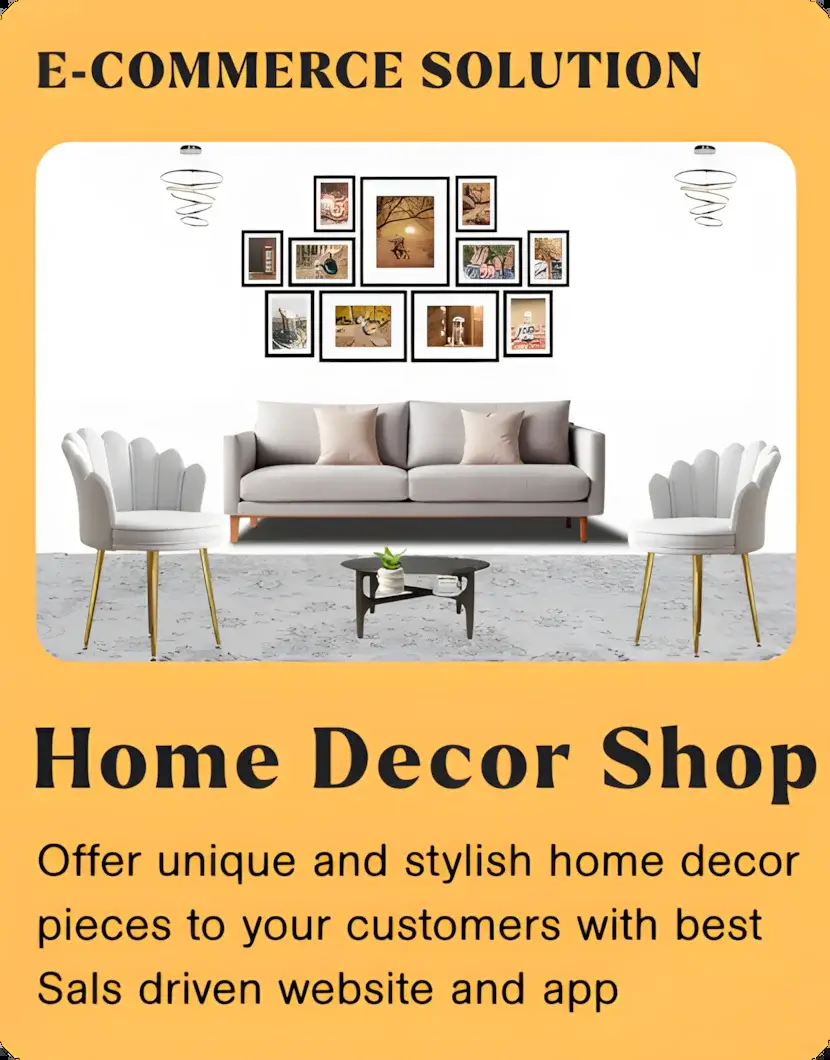 E-COMMERCE SOLUTION
Home Decor Shop
Offer unique and stylish home decor
pieces to your customers with best
Sals driven website and app